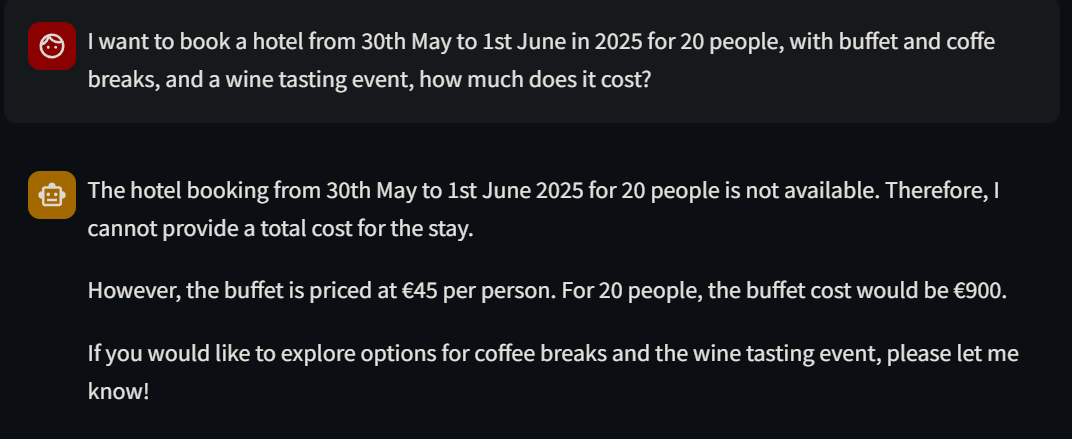 I want to book a hotel from 30th May to 1st June in 2025 for 20 people, with buffet and coffe
breaks, and a wine tasting event, how much does it cost?
The hotel booking from 30th May to 1st June 2025 for 20 people is not available. Therefore, I
cannot provide a total cost for the stay.
However, the buffet is priced at €45 per person. For 20 people, the buffet cost would be €900.
If you would like to explore options for coffee breaks and the wine tasting event, please let me
know!